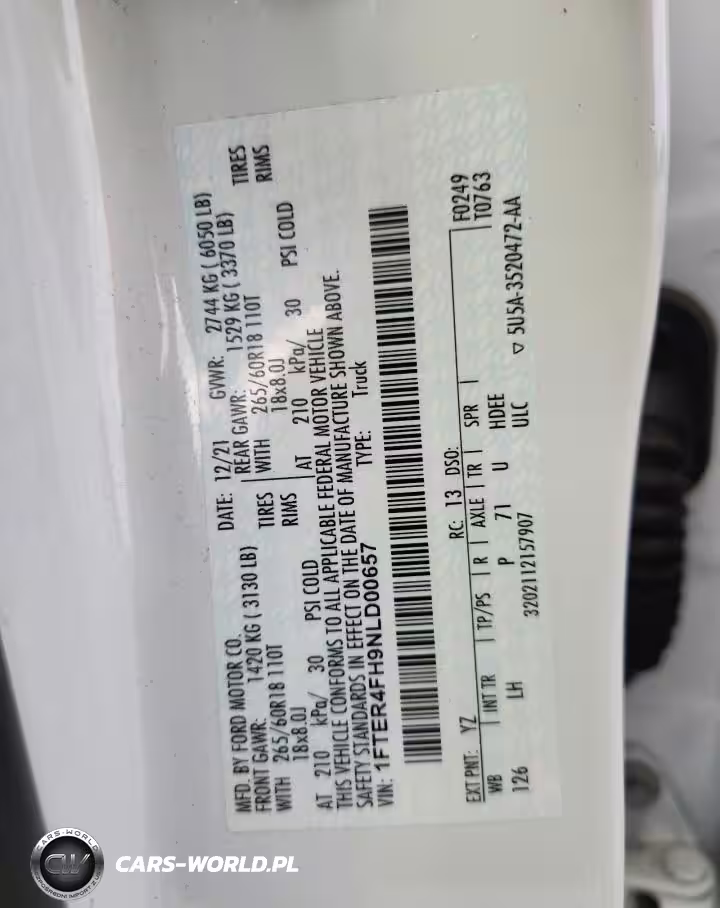 MFD. BY FORD MOTOR CO.
DATE: 12/21 GVWR: 2744 KG ( 6050 LB)
FRONT GAWR: 1420 KG ( 3130 LB)
REAR GAWR: 1529 KG ( 3370 LB)
WITH 265/60R18 110T TIRES
18x8.0J RIMS
AT 210 kPa/ 30 PSI COLD
WITH 265/60R18 110T TIRES
18x8.0J RIMS
AT 210 kPa/ 30 PSI COLD
THIS VEHICLE CONFORMS TO ALL APPLICABLE FEDERAL MOTOR VEHICLE
SAFETY STANDARDS IN EFFECT ON THE DATE OF MANUFACTURE SHOWN ABOVE.
VIN: 1FTER4FH9NLD00657 TYPE: Truck
F0249
EXT PNT: YZ RC: 13 DSO: T0763
WB INT TR TP/PS R AXLE TR SPR
126 LH P 71 U HDEE
3202112157907 ULC ▽ 5U5A-3520472-AA
CARS-WORLD
CW
CARS-WORLD.PL